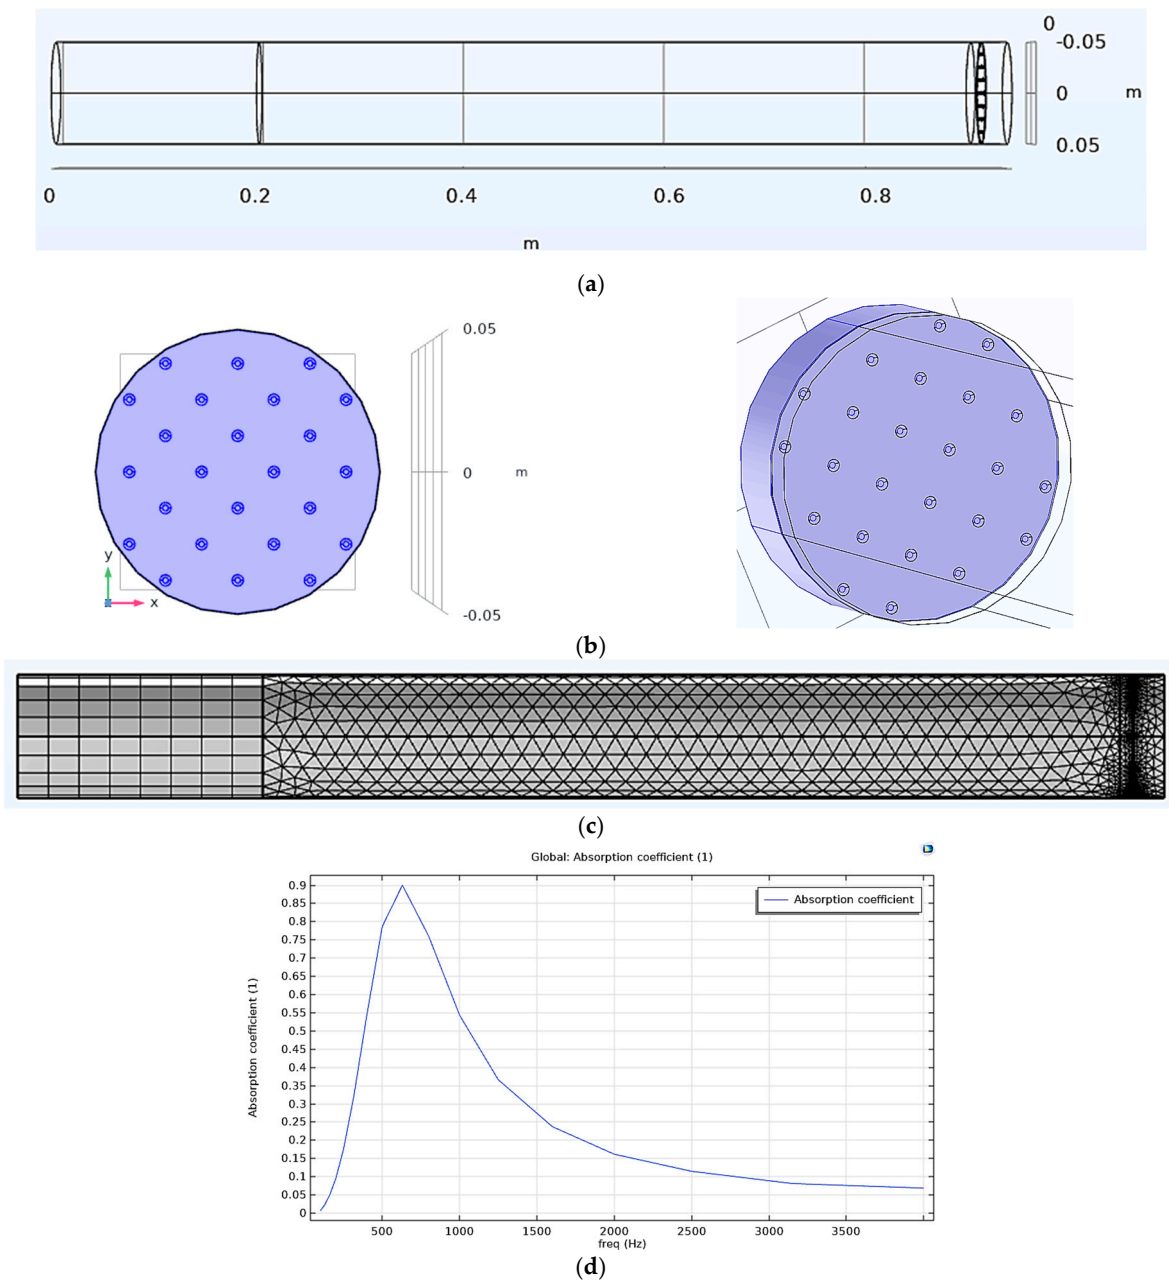 0
-0.05
0 m
0.05
0 0.2 0.4 0.6 0.8
m
(a)
0.05
0 m
y
x
-0.05
(b)
(c)
Global: Absorption coefficient (1)
Absorption coefficient
Absorption coefficient (1)
0.9
0.85
0.8
0.75
0.7
0.65
0.6
0.55
0.5
0.45
0.4
0.35
0.3
0.25
0.2
0.15
0.1
0.05
0
500 1000 1500 2000 2500 3000 3500
freq (Hz)
(d)